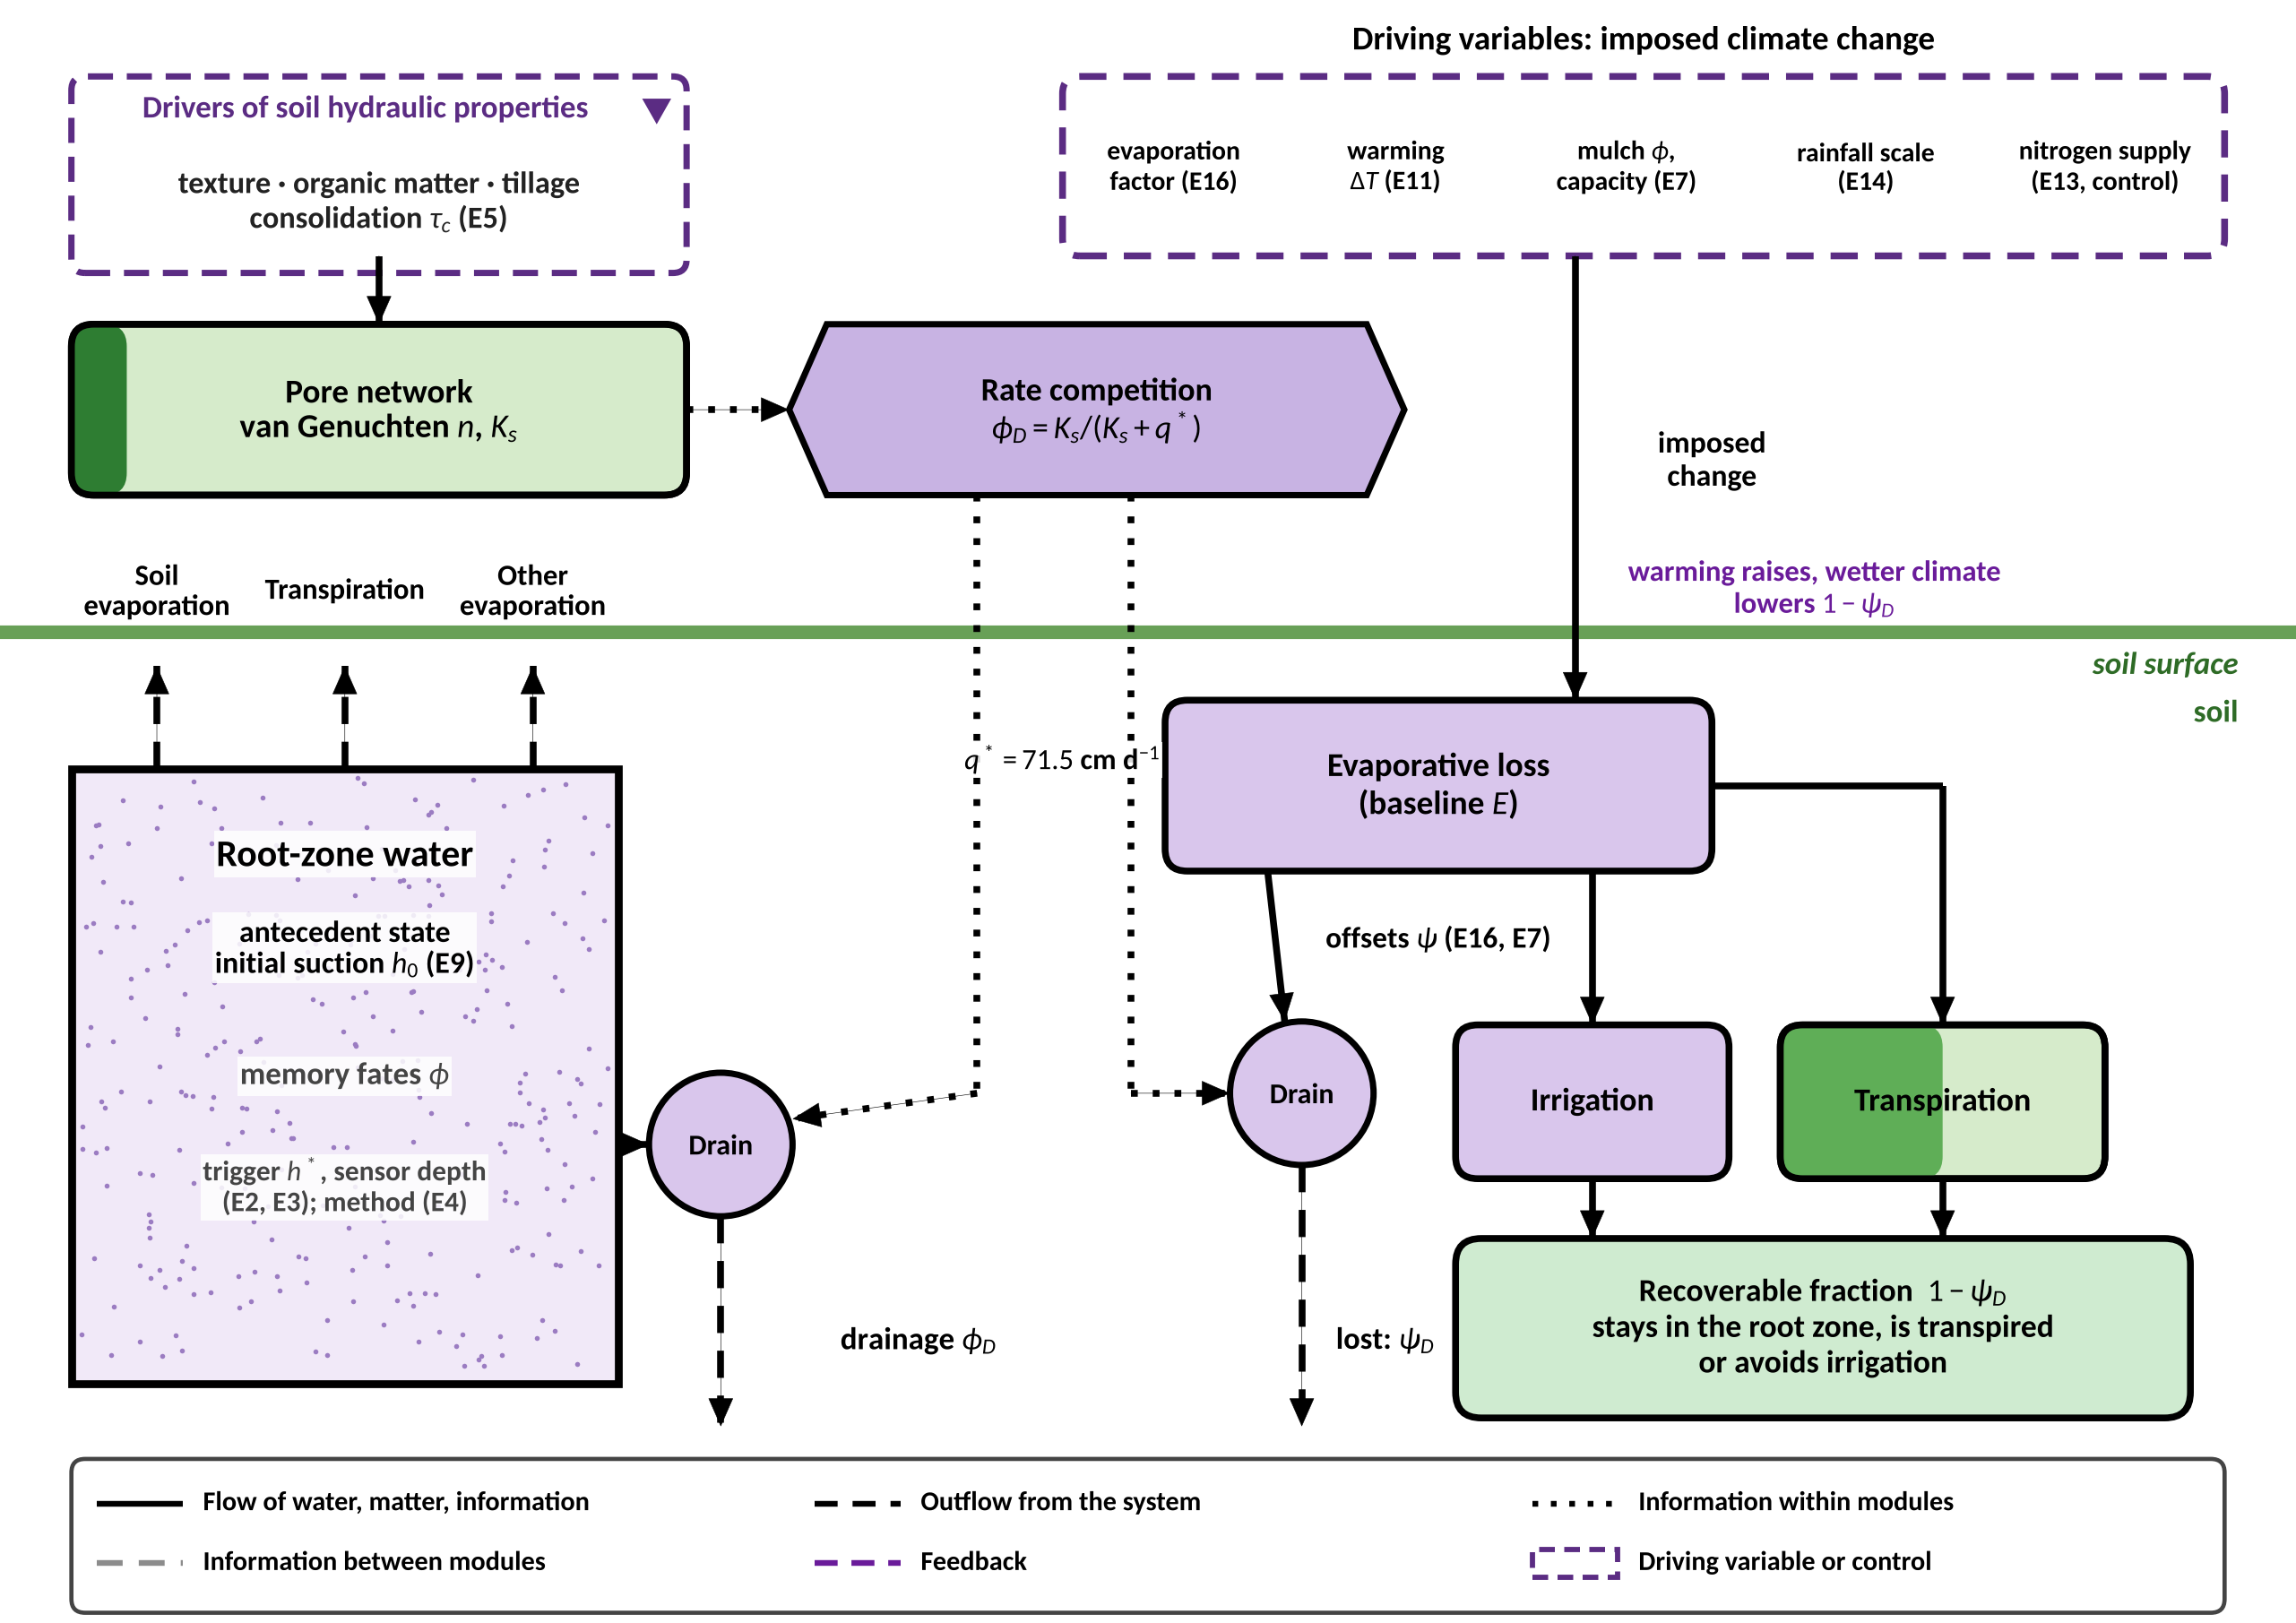 Driving variables: imposed climate change
Drivers of soil hydraulic properties
texture · organic matter · tillage
consolidation τc (E5)
evaporation
factor (E16)
warming
ΔT (E11)
mulch ϕ,
capacity (E7)
rainfall scale
(E14)
nitrogen supply
(E13, control)
Pore network
van Genuchten n, Ks
Rate competition
ϕD = Ks/(Ks + q*)
imposed
change
Soil
evaporation
Transpiration
Other
evaporation
warming raises, wetter climate
lowers 1 − ψD
soil surface
soil
q* = 71.5 cm d−1
Evaporative loss
(baseline E)
Root-zone water
antecedent state
initial suction h0 (E9)
memory fates ϕ
trigger h*, sensor depth
(E2, E3); method (E4)
offsets ψ (E16, E7)
Drain
Drain
Irrigation
Transpiration
drainage ϕD
lost: ψD
Recoverable fraction 1 − ψD
stays in the root zone, is transpired
or avoids irrigation
Flow of water, matter, information
Outflow from the system
Information within modules
Information between modules
Feedback
Driving variable or control